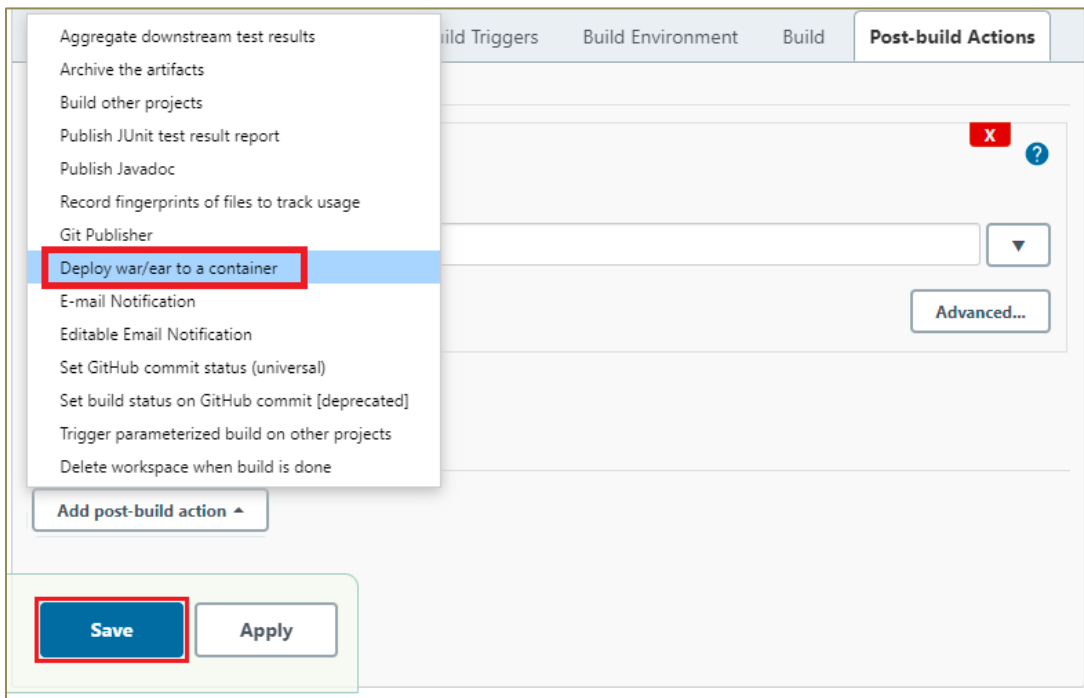 Aggregate downstream test results
Build Environment
Build
Post-build Actions
Triggers
Archive the artifacts
Build other projects
Publish JUnit test result report
X
?
Publish Javadoc
Record fingerprints of files to track usage
Git Publisher
Deploy war/ear to a container
E-mail Notification
Advanced...
Editable Email Notification
Set GitHub commit status (universal)
Set build status on GitHub commit [deprecated]
Trigger parameterized build on other projects
Delete workspace when build is done
Add post-build action
Save
Apply